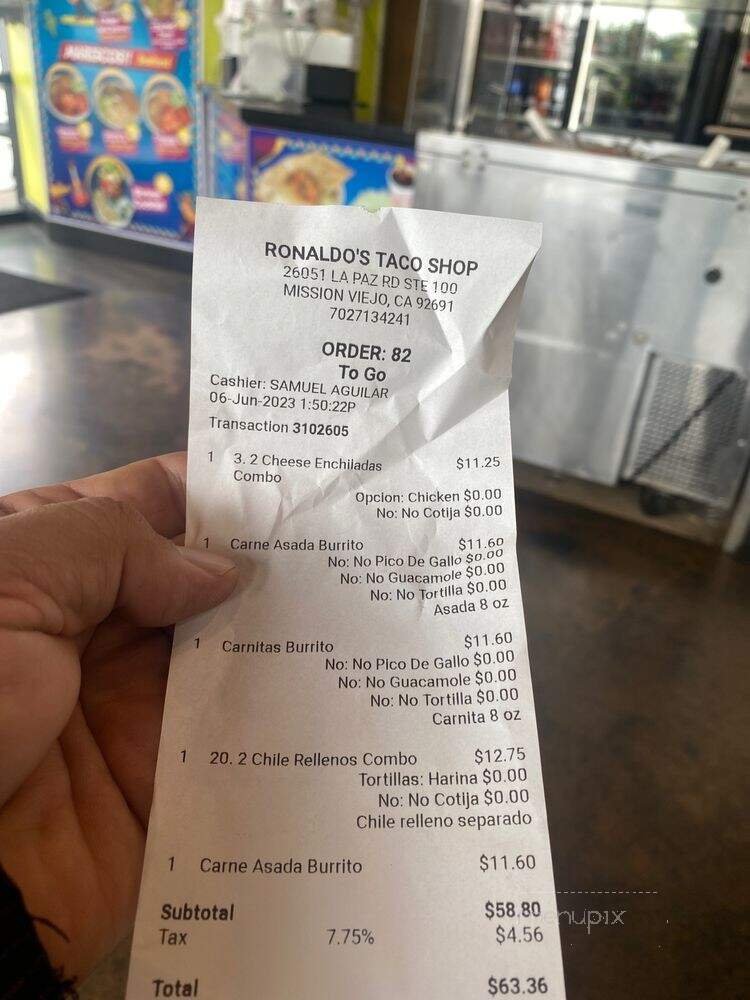 MARISCOS!
RONALDO'S TACO SHOP
26051 LA PAZ RD STE 100
MISSION VIEJO, CA 92691
7027134241
ORDER: 82
To Go
Cashier: SAMUEL AGUILAR
06-Jun-2023 1:50:22P
Transaction 3102605
1 3. 2 Cheese Enchiladas $11.25
Combo
Opcion: Chicken $0.00
No: No Cotija $0.00
1 Carne Asada Burrito $11.60
No: No Pico De Gallo $0.00
No: No Guacamole $0.00
No: No Tortilla $0.00
Asada 8 oz
1 Carnitas Burrito $11.60
No: No Pico De Gallo $0.00
No: No Guacamole $0.00
No: No Tortilla $0.00
Carnita 8 oz
1 20. 2 Chile Rellenos Combo $12.75
Tortillas: Harina $0.00
No: No Cotija $0.00
Chile relleno separado
1 Carne Asada Burrito $11.60
Subtotal $58.80
Tax 7.75% $4.56
Total $63.36
menupix